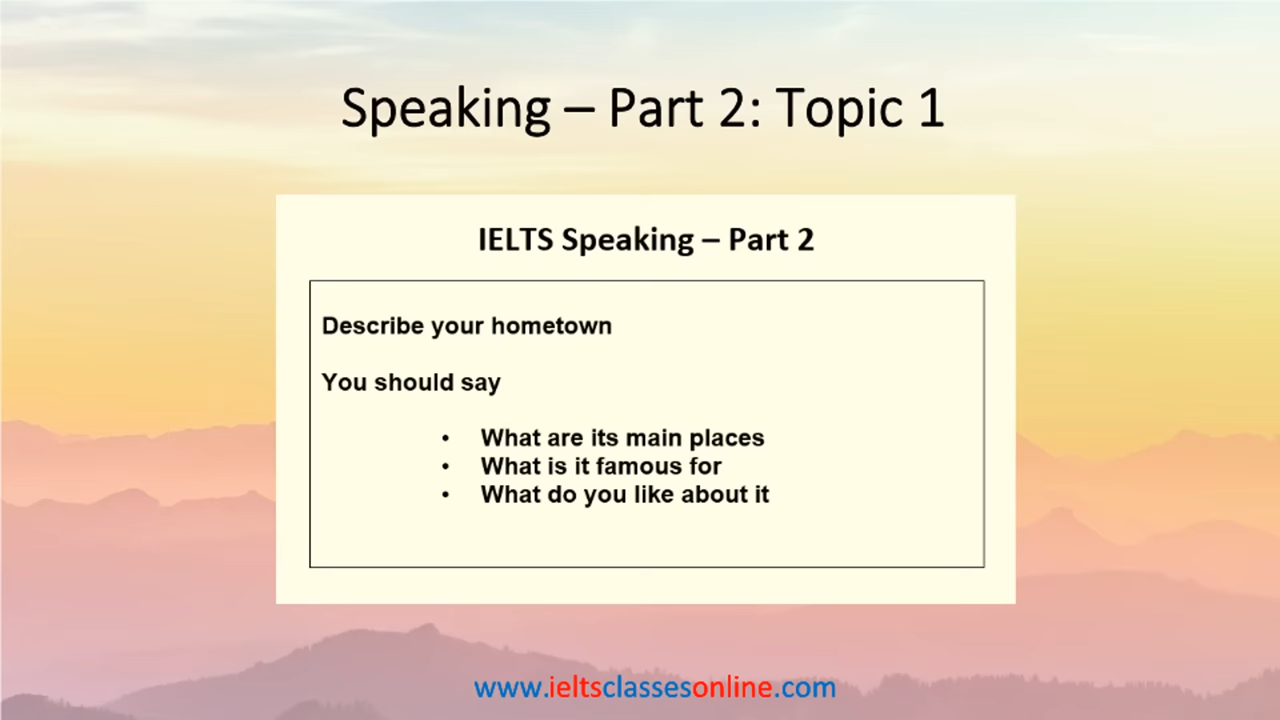 Speaking – Part 2: Topic 1
IELTS Speaking – Part 2
Describe your hometown
You should say
• What are its main places
• What is it famous for
• What do you like about it
www.ieltsclassesonline.com